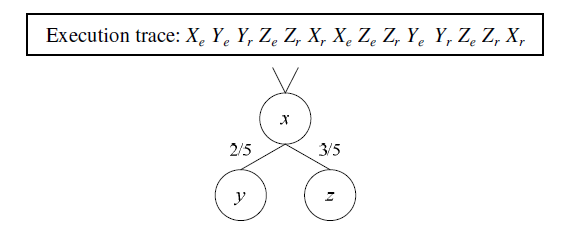 Execution trace: Xₑ Yₑ Yᵣ Zₑ Zᵣ Xᵣ Xₑ Zₑ Zᵣ Yₑ Yᵣ Zₑ Zᵣ Xᵣ
x
2/5 3/5
y z